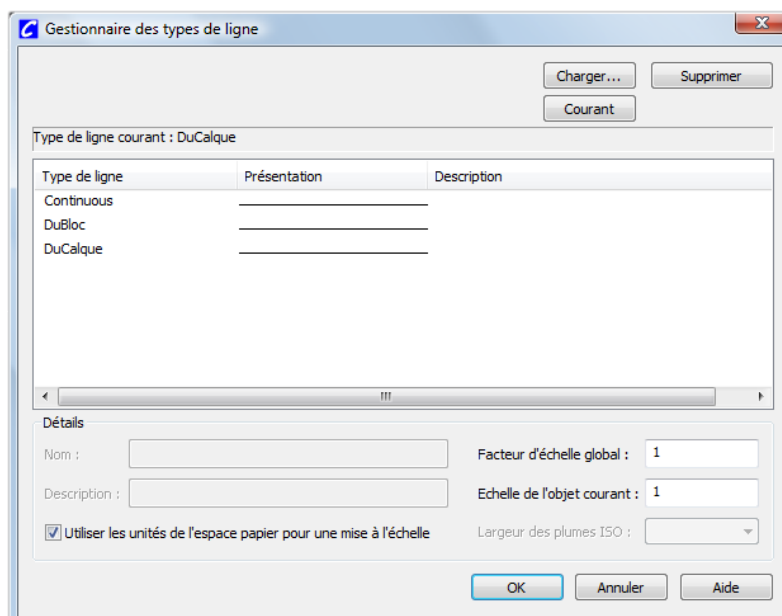 Gestionnaire des types de ligne
Charger...
Supprimer
Courant
Type de ligne courant : DuCalque
Type de ligne Présentation Description
Continuous
DuBloc
DuCalque
Détails
Nom :
Facteur d'échelle global : 1
Description :
Echelle de l'objet courant : 1
Utiliser les unités de l'espace papier pour une mise à l'échelle
Largeur des plumes ISO :
OK Annuler Aide